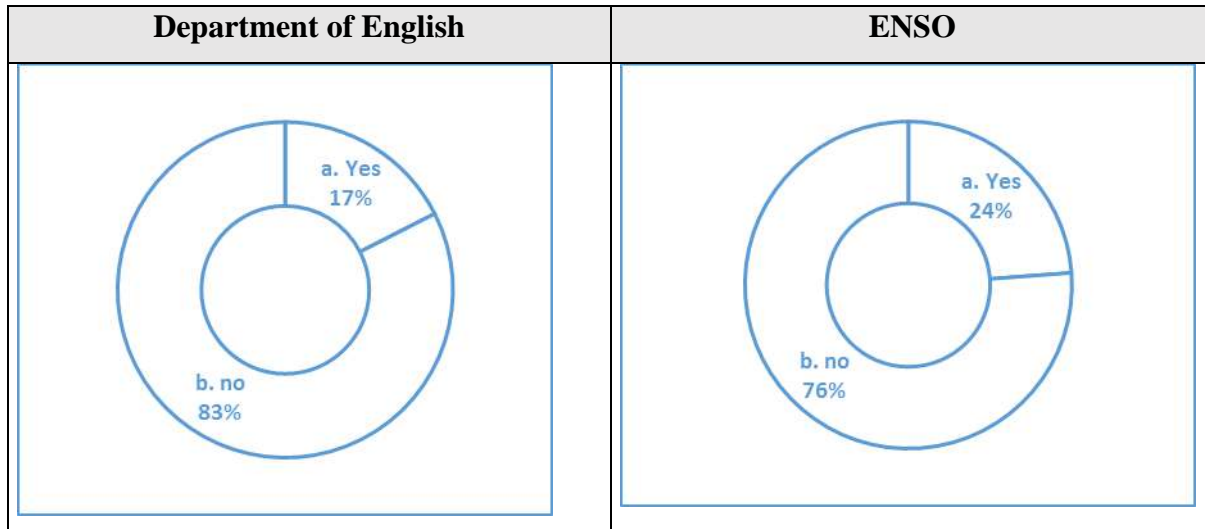 Department of English
ENSO
a. Yes
17%
b. no
83%
a. Yes
24%
b. no
76%